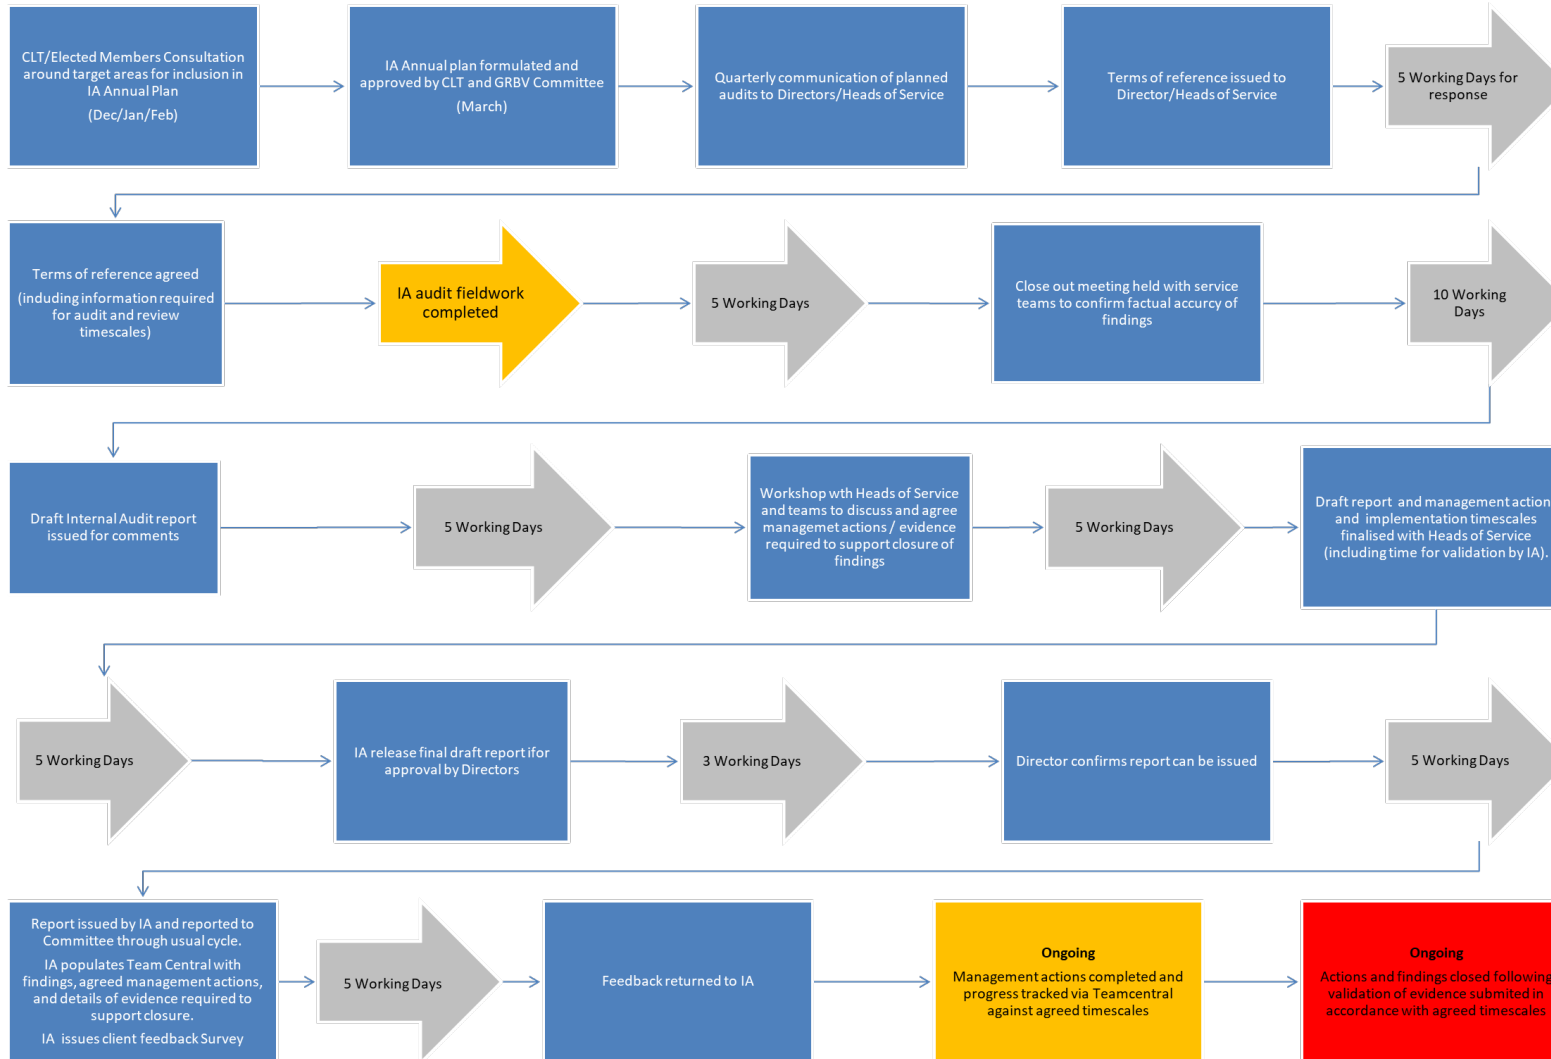 CLT/Elected Members Consultation
around target areas for inclusion in
IA Annual Plan
(Dec/Jan/Feb)
IA Annual plan formulated and
approved by CLT and GRBV Committee
(March)
Quarterly communication of planned
audits to Directors/Heads of Service
Terms of reference issued to
Director/Heads of Service
5 Working Days for
response
Terms of reference agreed
(including information required
for audit and review
timescales)
IA audit fieldwork
completed
5 Working Days
Close out meeting held with service
teams to confirm factual accurcy of
findings
10 Working
Days
Draft Internal Audit report
issued for comments
5 Working Days
Workshop wth Heads of Service
and teams to discuss and agree
managemet actions / evidence
required to support closure of
findings
5 Working Days
Draft report and management action
and implementation timescales
finalised with Heads of Service
(including time for validation by IA).
5 Working Days
IA release final draft report ifor
approval by Directors
3 Working Days
Director confirms report can be issued
5 Working Days
Report issued by IA and reported to
Committee through usual cycle.
IA populates Team Central with
findings, agreed management actions,
and details of evidence required to
support closure.
IA issues client feedback Survey
5 Working Days
Feedback returned to IA
Ongoing
Management actions completed and
progress tracked via Teamcentral
against agreed timescales
Ongoing
Actions and findings closed following
validation of evidence submited in
accordance with agreed timescales